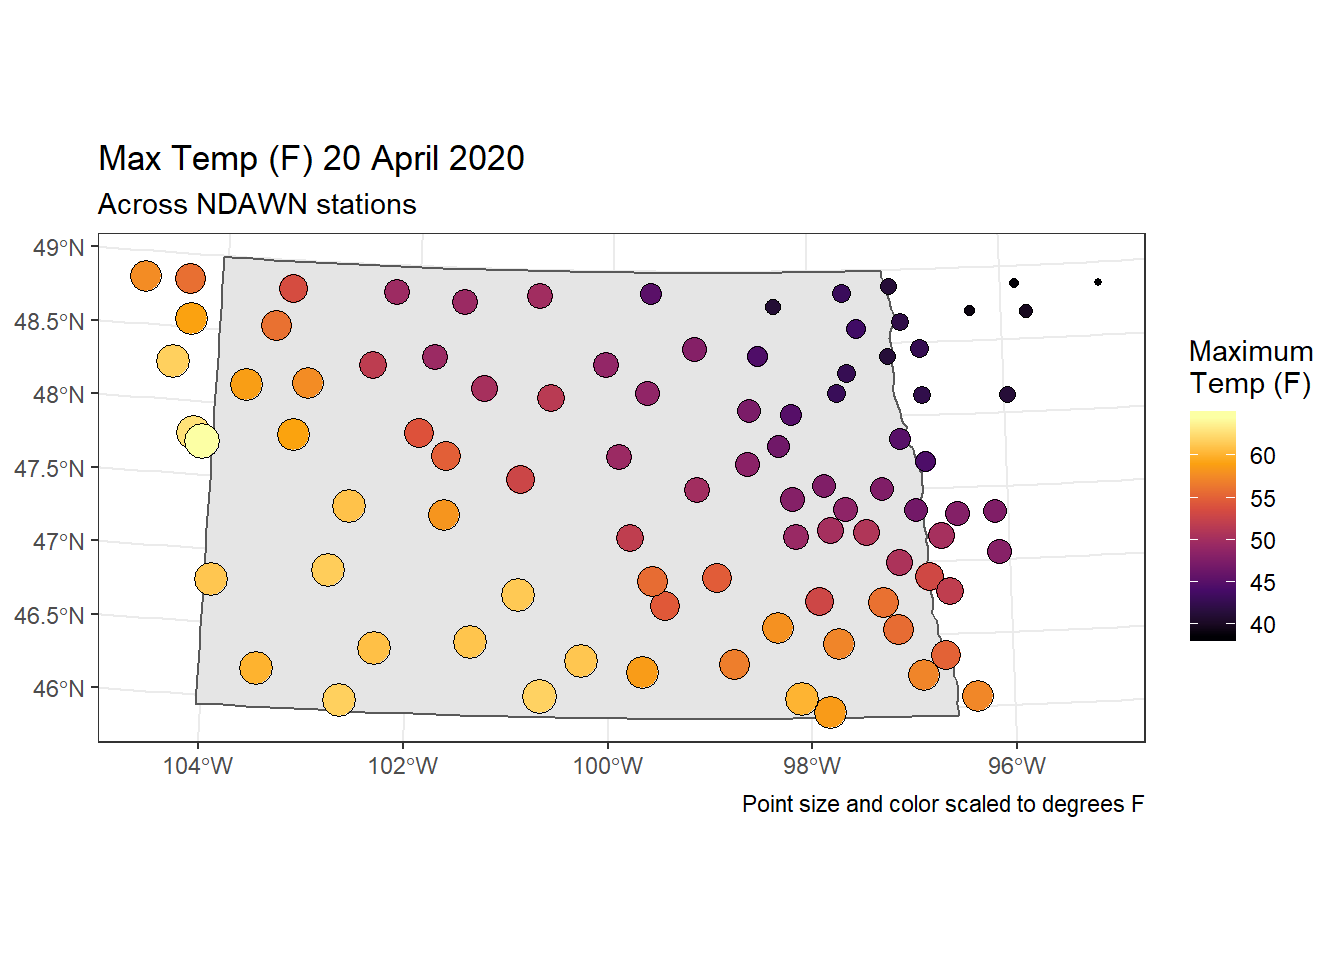 Max Temp (F) 20 April 2020
Across NDAWN stations
49°N
48.5°N
48°N
47.5°N
47°N
46.5°N
46°N
104°W
102°W
100°W
98°W
96°W
Point size and color scaled to degrees F
Maximum
Temp (F)
60
55
50
45
40